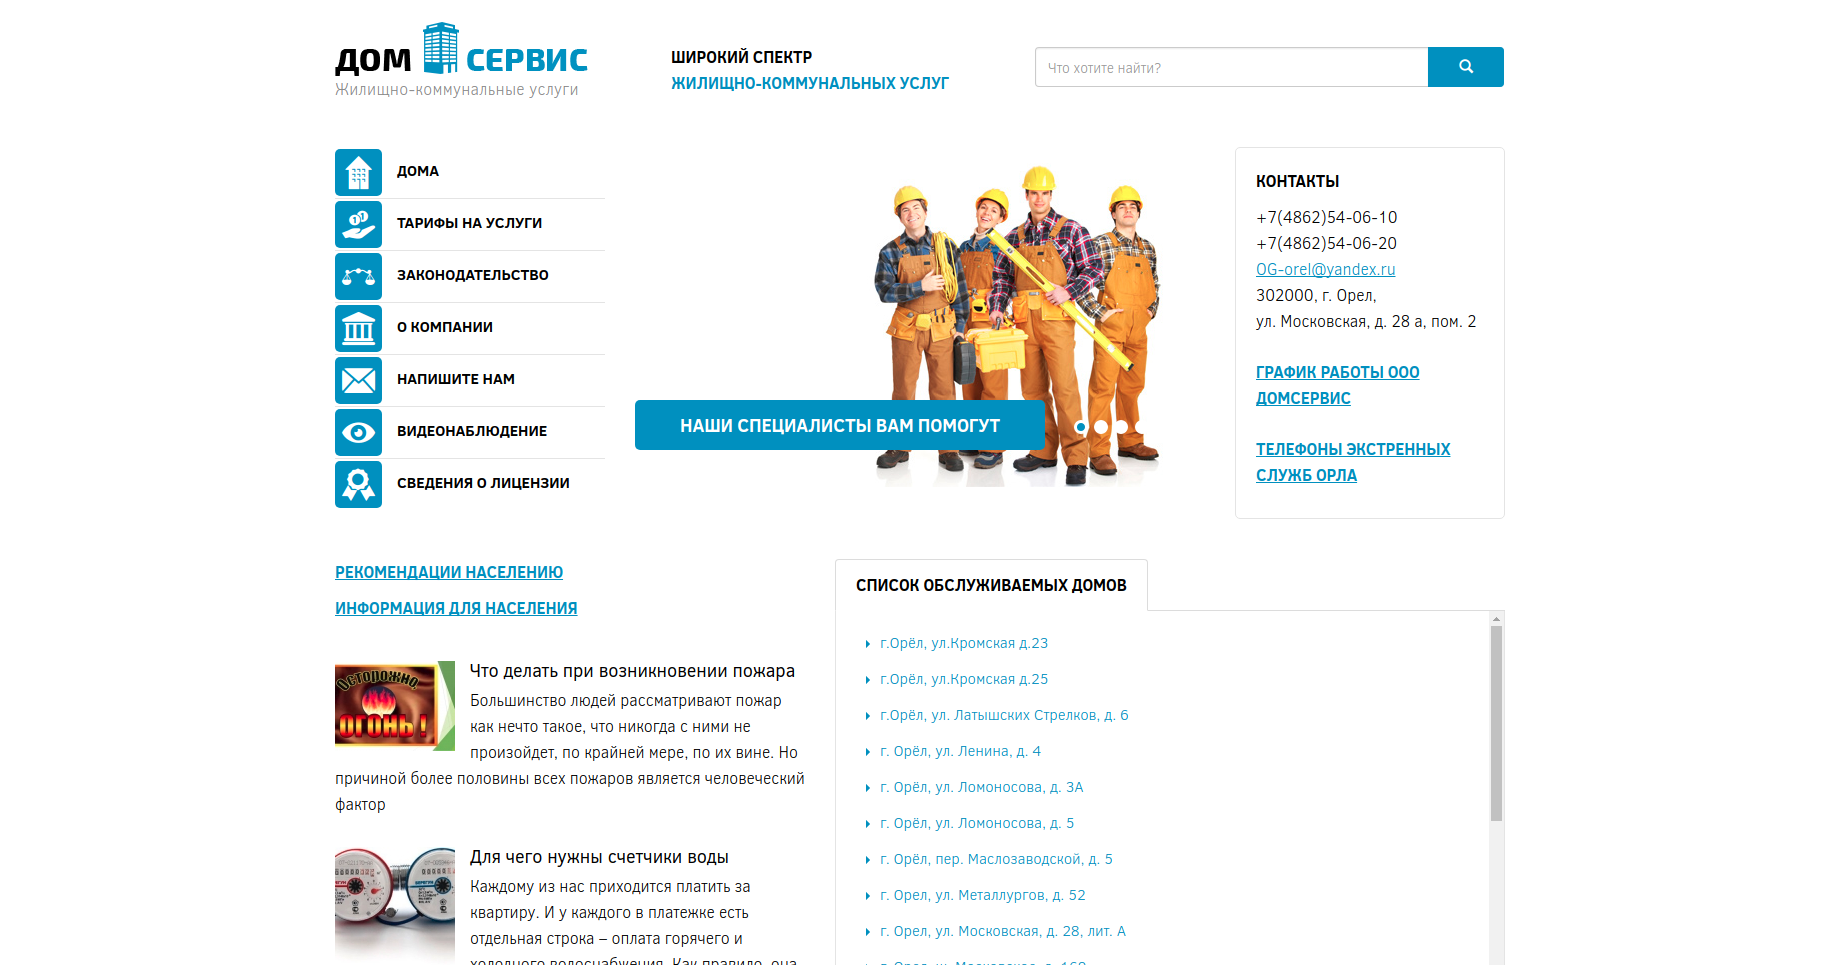 ДОМ СЕРВИС
Жилищно-коммунальные услуги
ШИРОКИЙ СПЕКТР
ЖИЛИЩНО-КОММУНАЛЬНЫХ УСЛУГ
Что хотите найти?
ДОМА
ТАРИФЫ НА УСЛУГИ
ЗАКОНОДАТЕЛЬСТВО
О КОМПАНИИ
НАПИШИТЕ НАМ
ВИДЕОНАБЛЮДЕНИЕ
СВЕДЕНИЯ О ЛИЦЕНЗИИ
НАШИ СПЕЦИАЛИСТЫ ВАМ ПОМОГУТ
КОНТАКТЫ
+7(4862)54-06-10
+7(4862)54-06-20
OG-orel@yandex.ru
302000, г. Орел,
ул. Московская, д. 28 а, пом. 2
ГРАФИК РАБОТЫ ООО
ДОМСЕРВИС
ТЕЛЕФОНЫ ЭКСТРЕННЫХ
СЛУЖБ ОРЛА
РЕКОМЕНДАЦИИ НАСЕЛЕНИЮ
ИНФОРМАЦИЯ ДЛЯ НАСЕЛЕНИЯ
Осторожно,
ОГОНЬ!
Что делать при возникновении пожара
Большинство людей рассматривают пожар
как нечто такое, что никогда с ними не
произойдет, по крайней мере, по их вине. Но
причиной более половины всех пожаров является человеческий
фактор
Для чего нужны счетчики воды
Каждому из нас приходится платить за
квартиру. И у каждого в платежке есть
отдельная строка – оплата горячего и
холодного водоснабжения. Как правило, она
СПИСОК ОБСЛУЖИВАЕМЫХ ДОМОВ
г.Орёл, ул.Кромская д.23
г.Орёл, ул.Кромская д.25
г.Орёл, ул. Латышских Стрелков, д. 6
г. Орёл, ул. Ленина, д. 4
г. Орёл, ул. Ломоносова, д. 3А
г. Орёл, ул. Ломоносова, д. 5
г. Орёл, пер. Маслозаводской, д. 5
г. Орел, ул. Металлургов, д. 52
г. Орел, ул. Московская, д. 28, лит. А